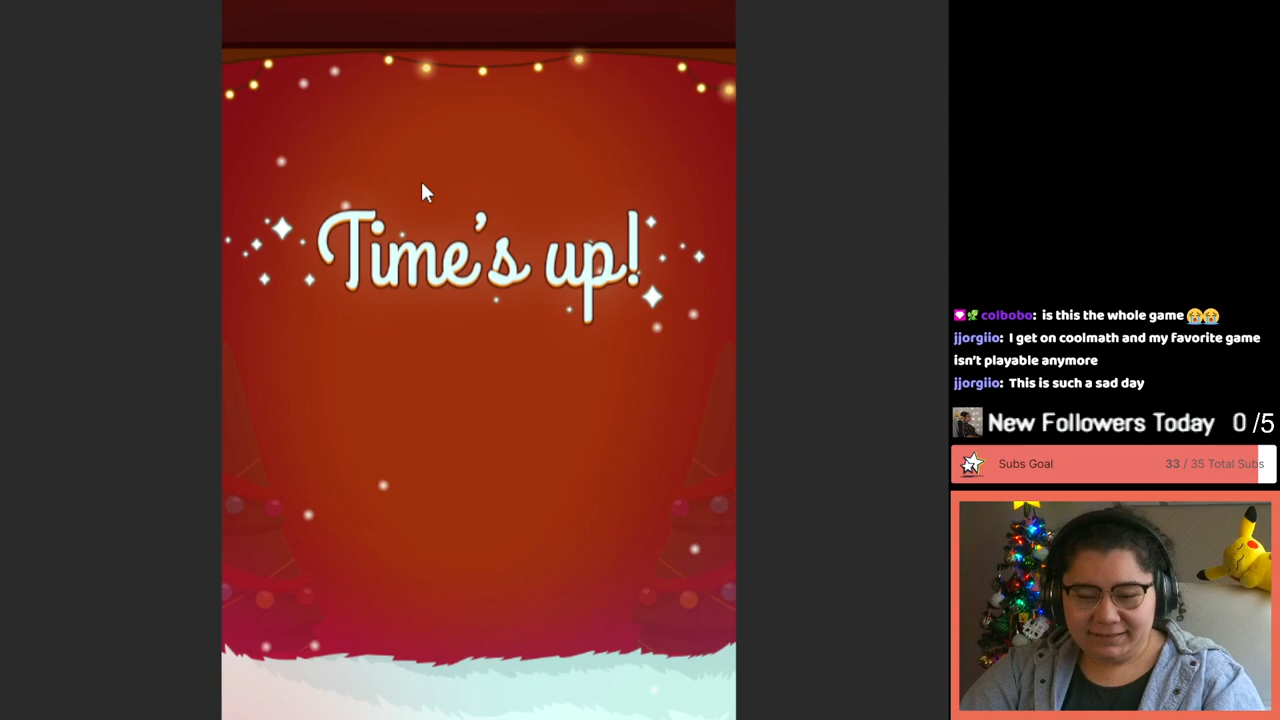 Time's up!
colbobo: is this the whole game 😭😭
jjorgiio: I get on coolmath and my favorite game
isn't playable anymore
jjorgiio: This is such a sad day
New Followers Today 0 /5
Subs Goal 33 / 35 Total Subs